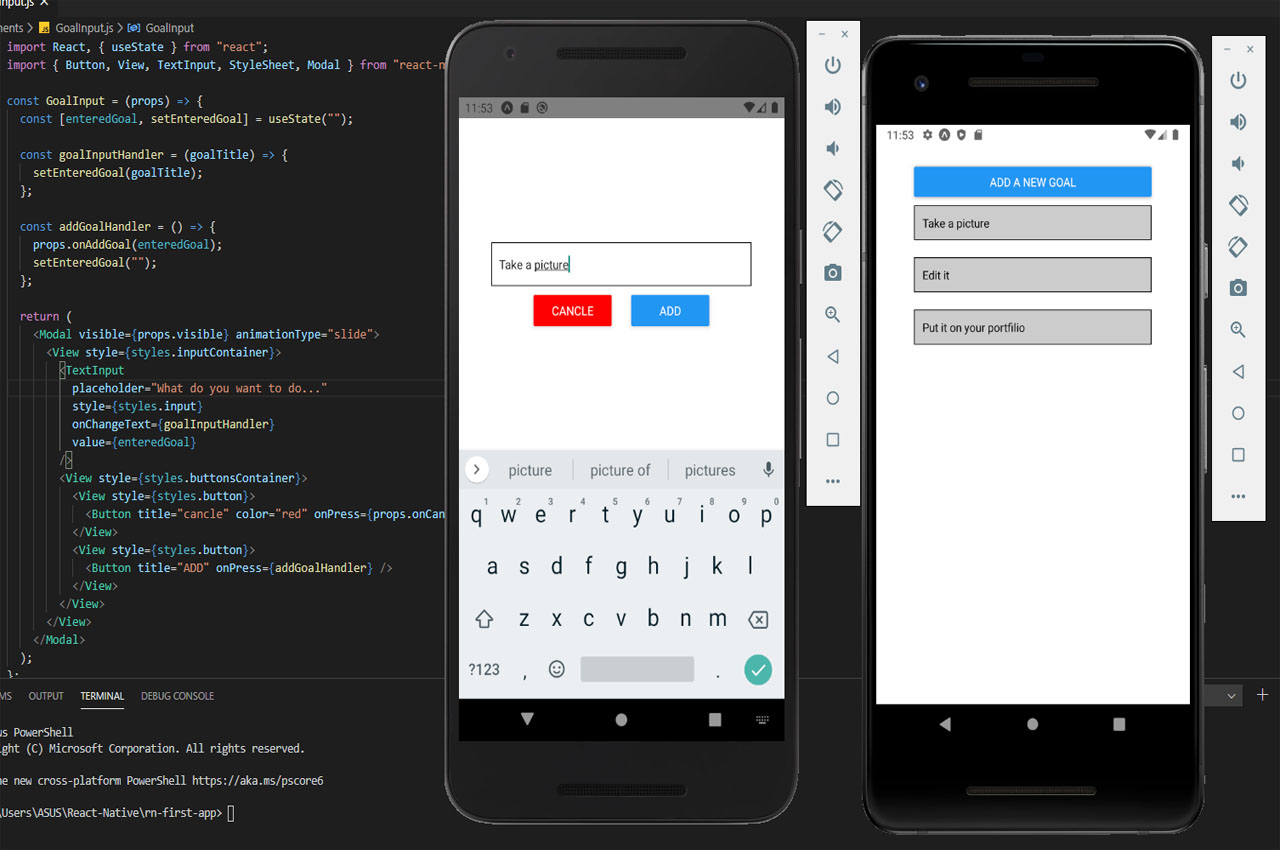 nput.js ×
nents > JS GoalInput.js > GoalInput
import React, { useState } from "react";
import { Button, View, TextInput, StyleSheet, Modal } from "react-n
const GoalInput = (props) => {
const [enteredGoal, setEnteredGoal] = useState("");
const goalInputHandler = (goalTitle) => {
setEnteredGoal(goalTitle);
};
const addGoalHandler = () => {
props.onAddGoal(enteredGoal);
setEnteredGoal("");
};
return (
<Modal visible={props.visible} animationType="slide">
<View style={styles.inputContainer}>
<TextInput
placeholder="What do you want to do..."
style={styles.input}
onChangeText={goalInputHandler}
value={enteredGoal}
/>
<View style={styles.buttonsContainer}>
<View style={styles.button}>
<Button title="cancle" color="red" onPress={props.onCan
</View>
<View style={styles.button}>
<Button title="ADD" onPress={addGoalHandler} />
</View>
</View>
</View>
</Modal>
);
};
MS OUTPUT TERMINAL DEBUG CONSOLE
us PowerShell
ight (C) Microsoft Corporation. All rights reserved.
he new cross-platform PowerShell https://aka.ms/pscore6
\Users\ASUS\React-Native\rn-first-app>
11:53
Take a picture
CANCLE ADD
picture picture of pictures
1 2 3 4 5 6 7 8 9 0
q w e r t y u i o p
a s d f g h j k l
z x c v b n m
?123 , .
11:53
ADD A NEW GOAL
Take a picture
Edit it
Put it on your portfilio